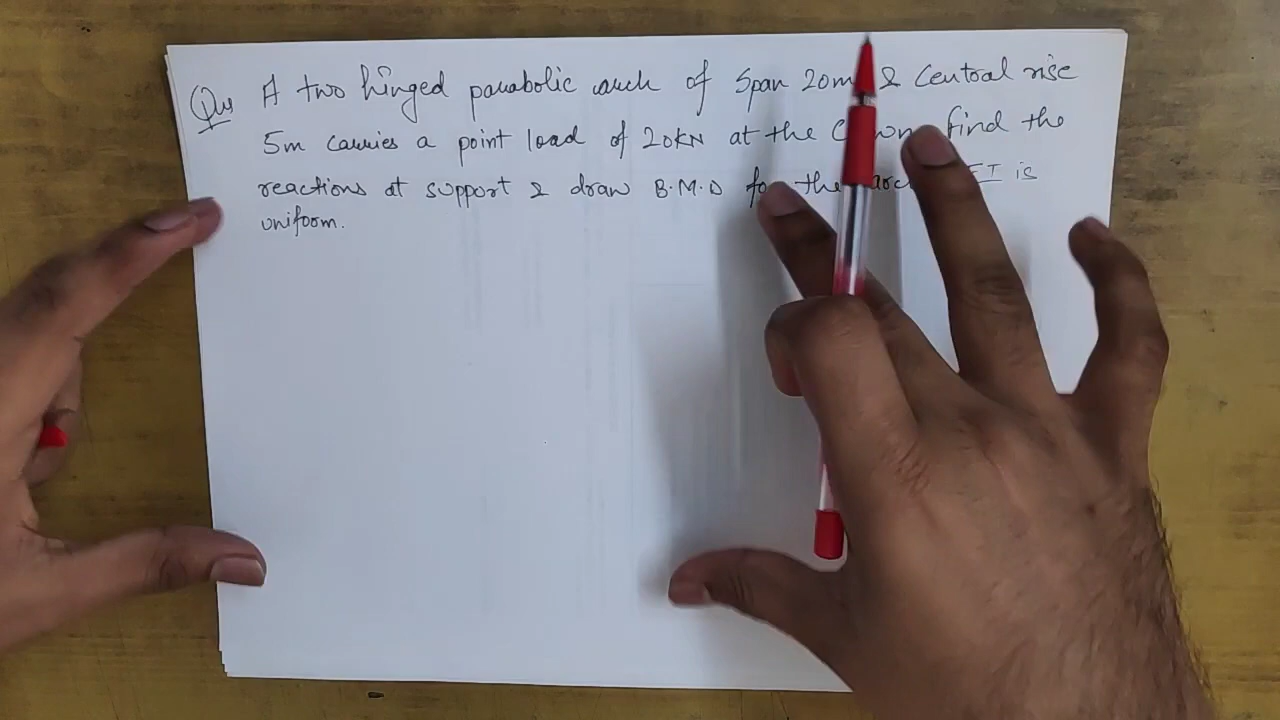 Que A two hinged parabolic arch of Span 20m & Central rise
5m carries a point load of 20KN at the find the
reactions at support & draw B.M.D the is
uniform.